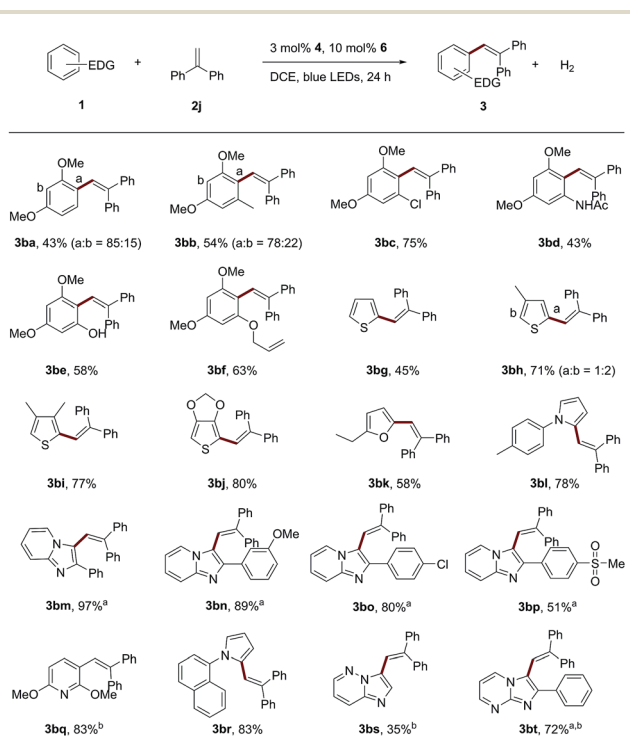 3 mol% 4, 10 mol% 6
DCE, blue LEDs, 24 h
EDG + Ph Ph Ph Ph EDG + H2
1 2j 3
OMe a b MeO Ph Ph
OMe a b MeO Ph Ph
OMe MeO Cl Ph Ph
OMe MeO NHAc Ph Ph
3ba, 43% (a:b = 85:15)
3bb, 54% (a:b = 78:22)
3bc, 75%
3bd, 43%
OMe MeO OH Ph Ph
OMe MeO O Ph Ph
S Ph Ph
a b S Ph Ph
3be, 58%
3bf, 63%
3bg, 45%
3bh, 71% (a:b = 1:2)
S Ph Ph
O O S Ph Ph
O Ph Ph
N Ph Ph
3bi, 77%
3bj, 80%
3bk, 58%
3bl, 78%
N N Ph Ph Ph
N N Ph Ph OMe
N N Ph Ph Cl
N N Ph Ph O S O Me
3bm, 97%a
3bn, 89%a
3bo, 80%a
3bp, 51%a
MeO N OMe Ph Ph
N Ph Ph
N N N Ph Ph
N N N Ph Ph
3bq, 83%b
3br, 83%
3bs, 35%b
3bt, 72%a,b